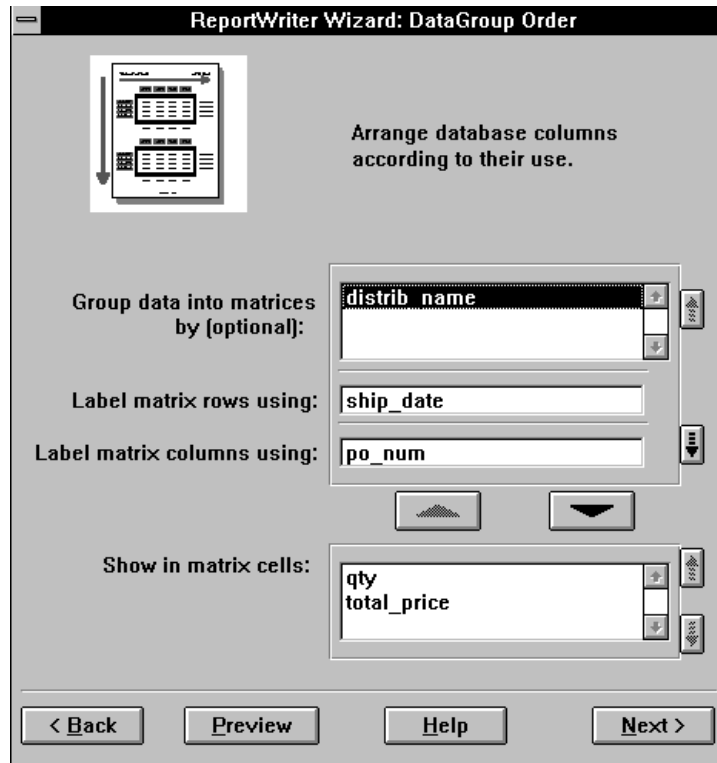 ReportWriter Wizard: DataGroup Order
Arrange database columns
according to their use.
Group data into matrices
by (optional):
distrib_name
Label matrix rows using:
ship_date
Label matrix columns using:
po_num
Show in matrix cells:
qty
total_price
< Back
Preview
Help
Next >